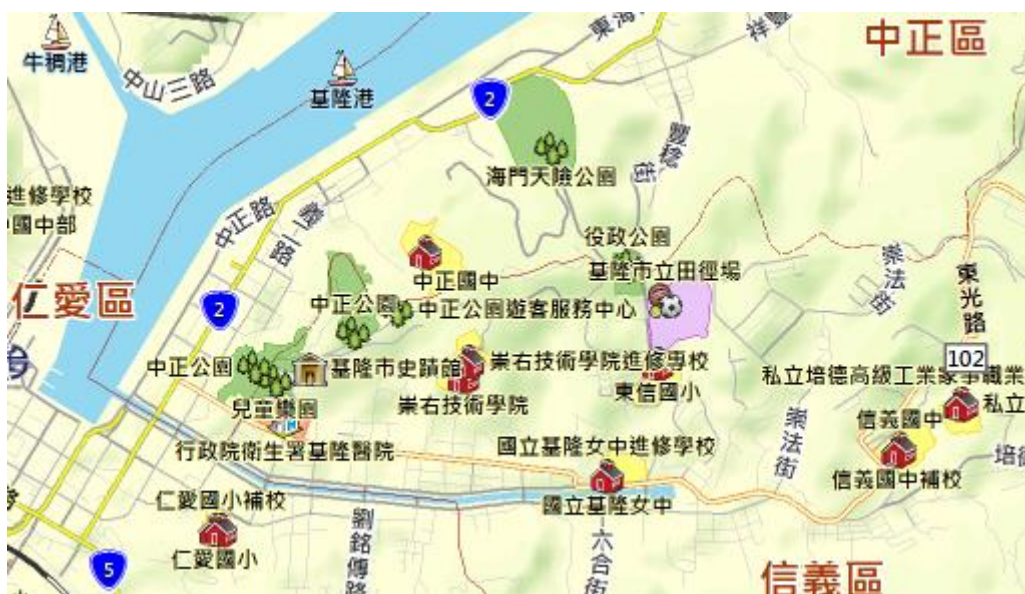 牛稠港
中山三路
基隆港
東海
祥豐
中正區
2
海門天險公園
豐稔
街
進修學校
國中部
中正路
義一路
中正國中
役政公園
基隆市立田徑場
崇法街
東光路
仁愛區
2
中正公園
中正公園遊客服務中心
中正公園
基隆市史蹟館
崇右技術學院進修專校
東信國小
102
私立培德高級工業家事職業
私立
兒童樂園
崇右技術學院
信義國中
崇法街
行政院衛生署基隆醫院
國立基隆女中進修學校
信義國中補校
培德
仁愛國小補校
國立基隆女中
仁愛國小
劉銘傳路
六合街
5
信義區